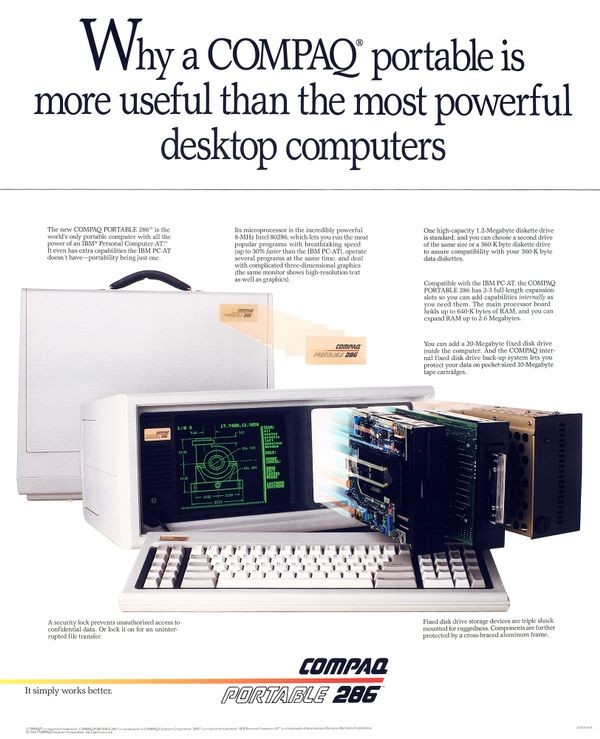 Why a COMPAQ® portable is
more useful than the most powerful
desktop computers
The new COMPAQ PORTABLE 286™ is the
world's only portable computer with all the
power of an IBM® Personal Computer-AT.™
It even has extra capabilities the IBM PC-AT
doesn't have—portability being just one.
Its microprocessor is the incredibly powerful
8-MHz Intel 80286, which lets you run the most
popular programs with breathtaking speed
(up to 30% faster than the IBM PC-AT), operate
several programs at the same time, and deal
with complicated three-dimensional graphics
(the same monitor shows high-resolution text
as well as graphics).
One high-capacity 1.2-Megabyte diskette drive
is standard, and you can choose a second drive
of the same size or a 360-K byte diskette drive
to assure compatibility with your 360-K byte
data diskettes.
Compatible with the IBM PC-AT, the COMPAQ
PORTABLE 286 has 2-3 full-length expansion
slots so you can add capabilities internally as
you need them. The main processor board
holds up to 640-K bytes of RAM, and you can
expand RAM up to 2.6 Megabytes.
You can add a 20-Megabyte fixed disk drive
inside the computer. And the COMPAQ inter-
nal fixed disk drive back-up system lets you
protect your data on pocket-sized 10-Megabyte
tape cartridges.
COMPAQ
PORTABLE 286
A security lock prevents unauthorized access to
confidential data. Or lock it on for an uninter-
rupted file transfer.
Fixed disk drive storage devices are triple shock
mounted for ruggedness. Components are further
protected by a cross-braced aluminum frame.
It simply works better.
COMPAQ
PORTABLE 286™